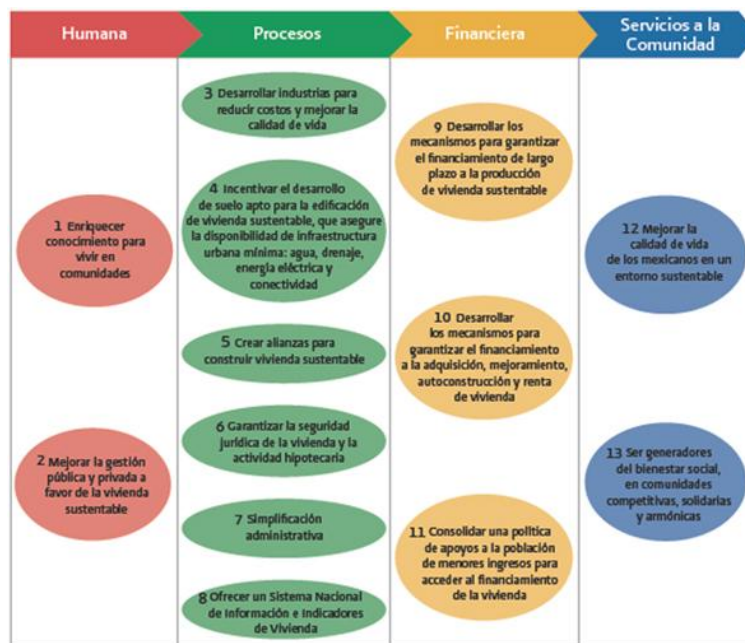 Humana
Procesos
Financiera
Servicios a la
Comunidad
1 Enriquecer
conocimiento para
vivir en
comunidades
2 Mejorar la gestión
pública y privada a
favor de la vivienda
sustentable
3 Desarrollar industrias para
reducir costos y mejorar la
calidad de vida
4 Incentivar el desarrollo
de suelo apto para la edificación
de vivienda sustentable, que asegure
la disponibilidad de infraestructura
urbana mínima: agua, drenaje,
energía eléctrica y
conectividad
5 Crear alianzas para
construir vivienda sustentable
6 Garantizar la seguridad
jurídica de la vivienda y la
actividad hipotecaria
7 Simplificación
administrativa
8 Ofrecer un Sistema Nacional
de Información e Indicadores
de Vivienda
9 Desarrollar los
mecanismos para garantizar
el financiamiento de largo
plazo a la producción
de vivienda sustentable
10 Desarrollar
los mecanismos para
garantizar el financiamiento
a la adquisición, mejoramiento,
autoconstrucción y renta
de vivienda
11 Consolidar una política
de apoyos a la población
de menores ingresos para
acceder al financiamiento
de la vivienda
12 Mejorar la
calidad de vida
de los mexicanos en un
entorno sustentable
13 Ser generadores
del bienestar social,
en comunidades
competitivas, solidarias
y armónicas